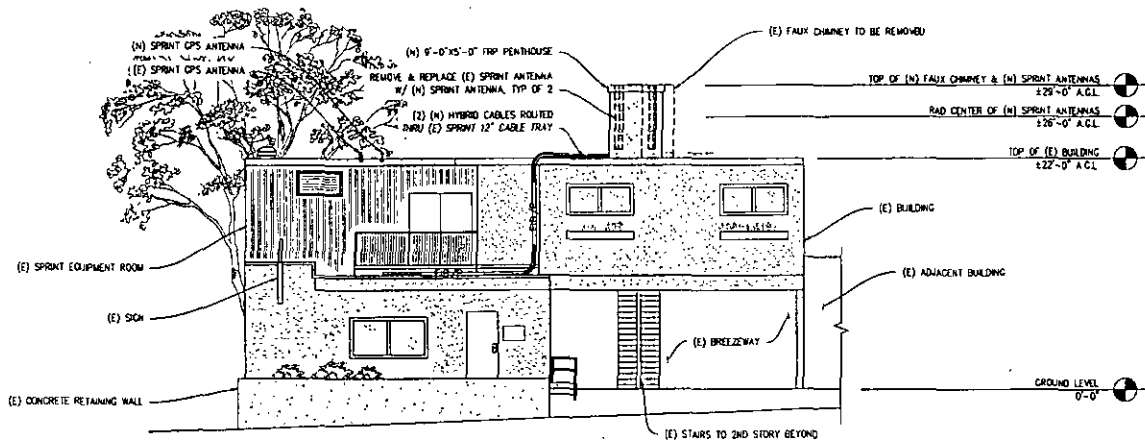 (N) SPRINT GPS ANTENNA
(E) SPRINT GPS ANTENNA
(N) 9'-0"X5'-0" FRP PENTHOUSE
REMOVE & REPLACE (E) SPRINT ANTENNA
W/ (N) SPRINT ANTENNA, TYP OF 2
(2) (N) HYBRID CABLES ROUTED
THRU (E) SPRINT 12" CABLE TRAY
(E) FAUX CHIMNEY TO BE REMOVED
TOP OF (N) FAUX CHIMNEY & (N) SPRINT ANTENNAS
±29'-0" A.G.L.
RAD CENTER OF (N) SPRINT ANTENNAS
±26'-0" A.G.L.
TOP OF (E) BUILDING
±22'-0" A.G.L.
(E) BUILDING
(E) SPRINT EQUIPMENT ROOM
(E) ADJACENT BUILDING
(E) SIGN
(E) BREEZEWAY
GROUND LEVEL
0'-0"
(E) CONCRETE RETAINING WALL
(E) STAIRS TO 2ND STORY BEYOND